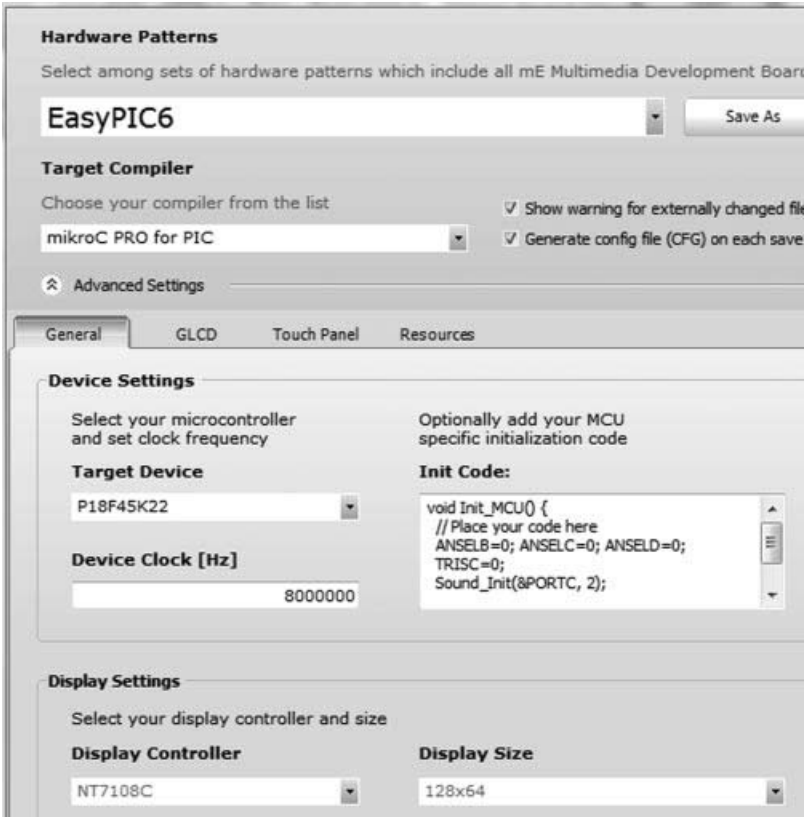 Hardware Patterns
Select among sets of hardware patterns which include all mE Multimedia Development Board
EasyPIC6
Save As
Target Compiler
Choose your compiler from the list
mikroC PRO for PIC
Show warning for externally changed file
Generate config file (CFG) on each save
Advanced Settings
General GLCD Touch Panel Resources
Device Settings
Select your microcontroller
and set clock frequency
Target Device
P18F45K22
Device Clock [Hz]
8000000
Optionally add your MCU
specific initialization code
Init Code:
void Init_MCU() {
// Place your code here
ANSELB=0; ANSELC=0; ANSELD=0;
TRISC=0;
Sound_Init(&PORTC, 2);
Display Settings
Select your display controller and size
Display Controller
NT7108C
Display Size
128x64